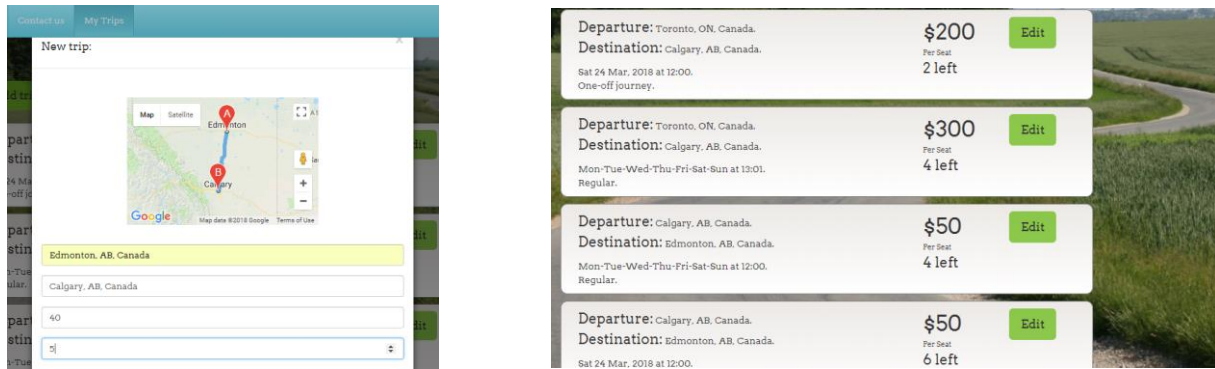 Contact us My Trips
New trip:
×
Map Satellite
A
Edmonton
B
Calgary
+
−
Google
Map data ©2018 Google Terms of Use
Edmonton, AB, Canada
Calgary, AB, Canada
40
5
Departure: Toronto, ON, Canada.
Destination: Calgary, AB, Canada.
Sat 24 Mar, 2018 at 12:00.
One-off journey.
$200
Per Seat
2 left
Edit
Departure: Toronto, ON, Canada.
Destination: Calgary, AB, Canada.
Mon-Tue-Wed-Thu-Fri-Sat-Sun at 13:01.
Regular.
$300
Per Seat
4 left
Edit
Departure: Calgary, AB, Canada.
Destination: Edmonton, AB, Canada.
Mon-Tue-Wed-Thu-Fri-Sat-Sun at 12:00.
Regular.
$50
Per Seat
4 left
Edit
Departure: Calgary, AB, Canada.
Destination: Edmonton, AB, Canada.
Sat 24 Mar, 2018 at 12:00.
$50
Per Seat
6 left
Edit